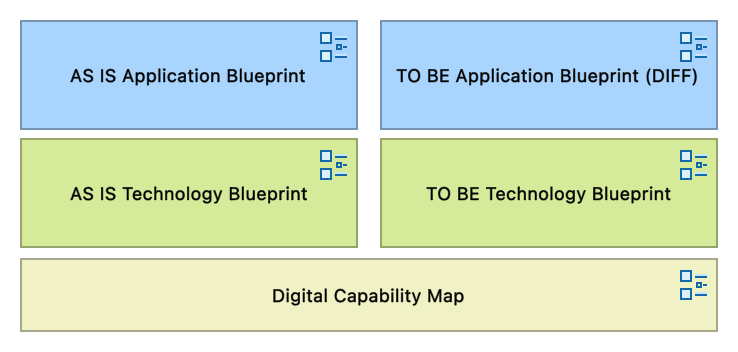 AS IS Application Blueprint
TO BE Application Blueprint (DIFF)
AS IS Technology Blueprint
TO BE Technology Blueprint
Digital Capability Map